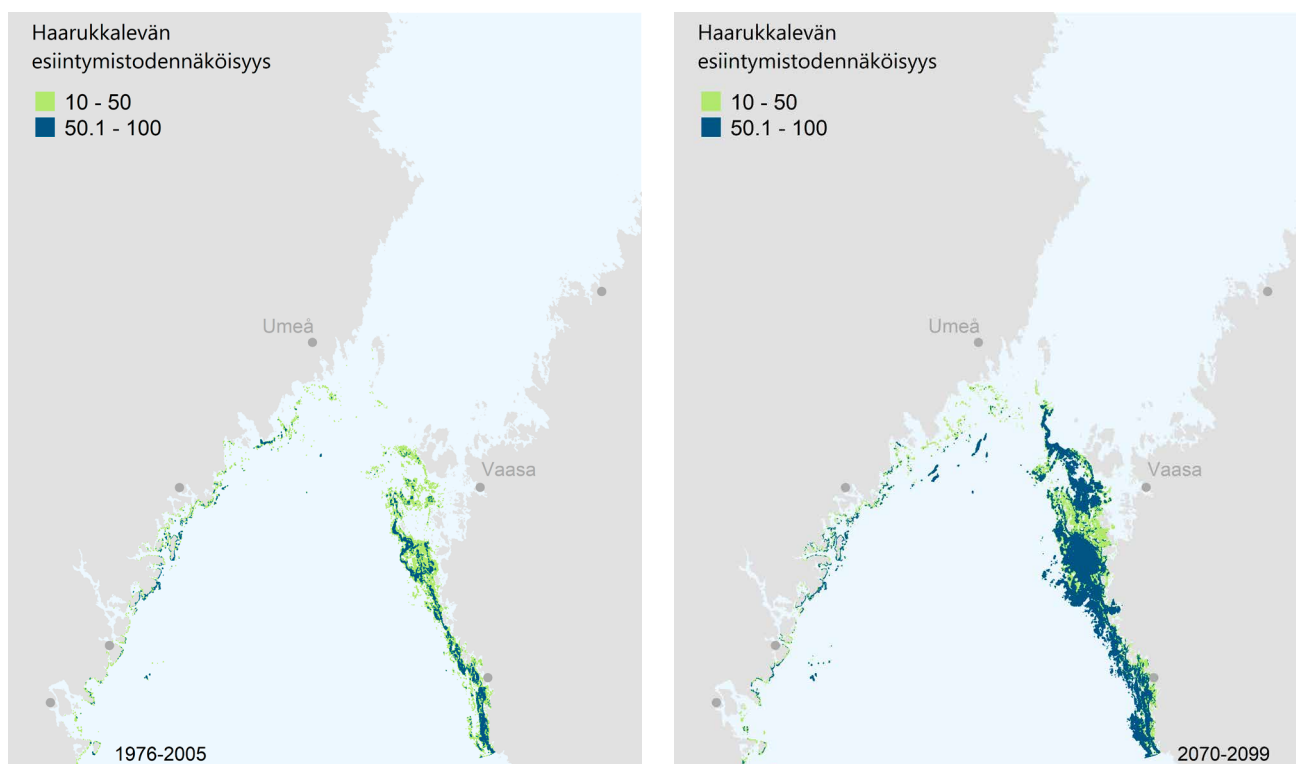 Haarukkalevän
esiintymistodennäköisyys
10 - 50
50.1 - 100
Umeå
Vaasa
1976-2005
Haarukkalevän
esiintymistodennäköisyys
10 - 50
50.1 - 100
Umeå
Vaasa
2070-2099